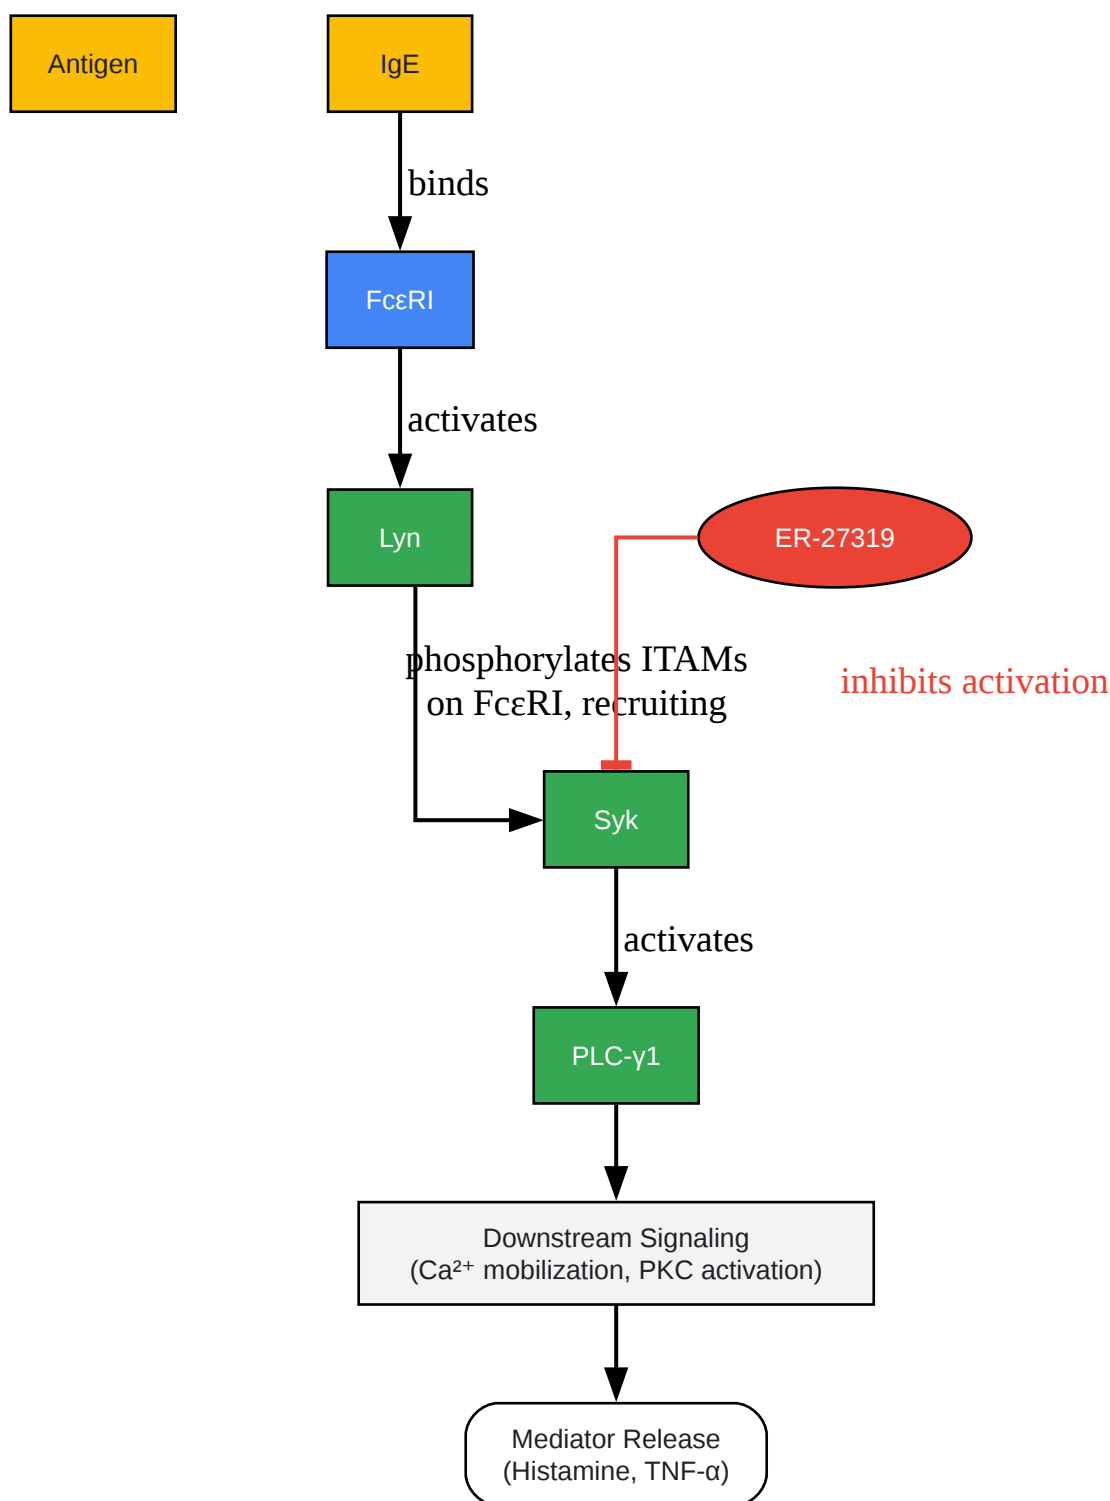 Antigen
IgE
binds
FcεRI
activates
Lyn
ER-27319
phosphorylates ITAMs
on FcεRI, recruiting
inhibits activation
Syk
activates
PLC-γ1
Downstream Signaling
(Ca²⁺ mobilization, PKC activation)
Mediator Release
(Histamine, TNF-α)